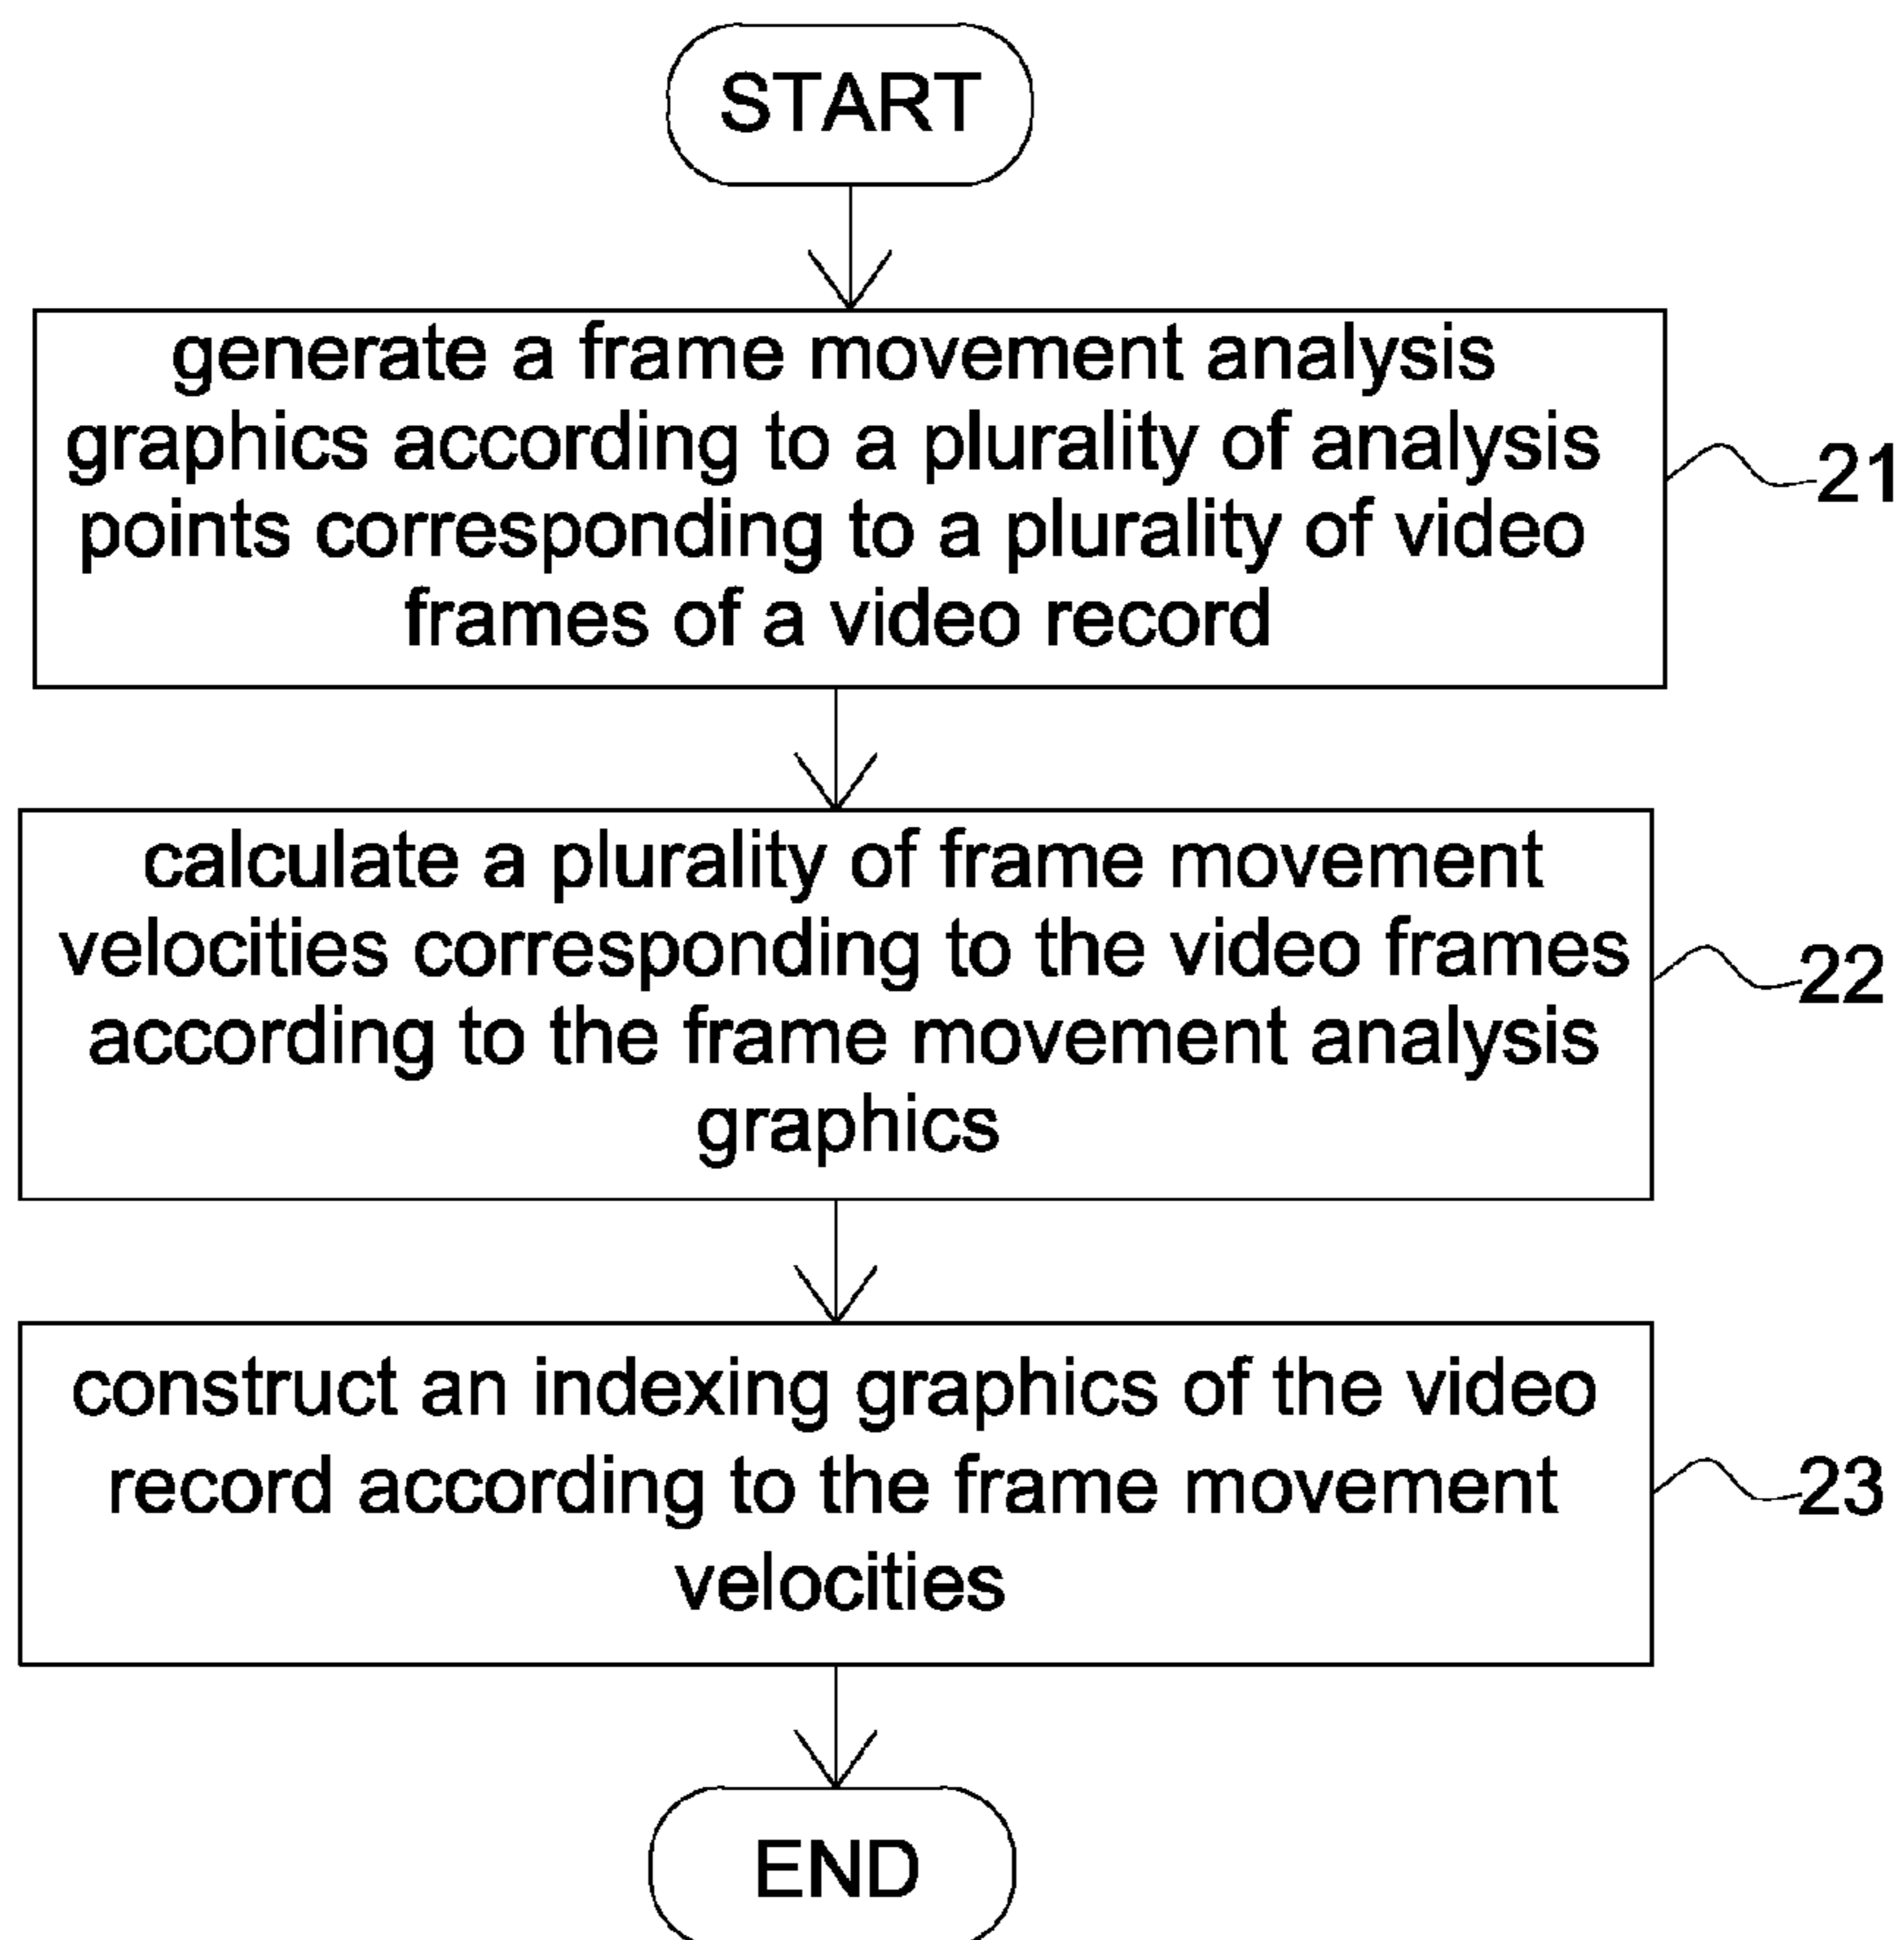 START
generate a frame movement analysis
graphics according to a plurality of analysis
points corresponding to a plurality of video
frames of a video record
21
calculate a plurality of frame movement
velocities corresponding to the video frames
according to the frame movement analysis
graphics
22
construct an indexing graphics of the video
record according to the frame movement
velocities
23
END